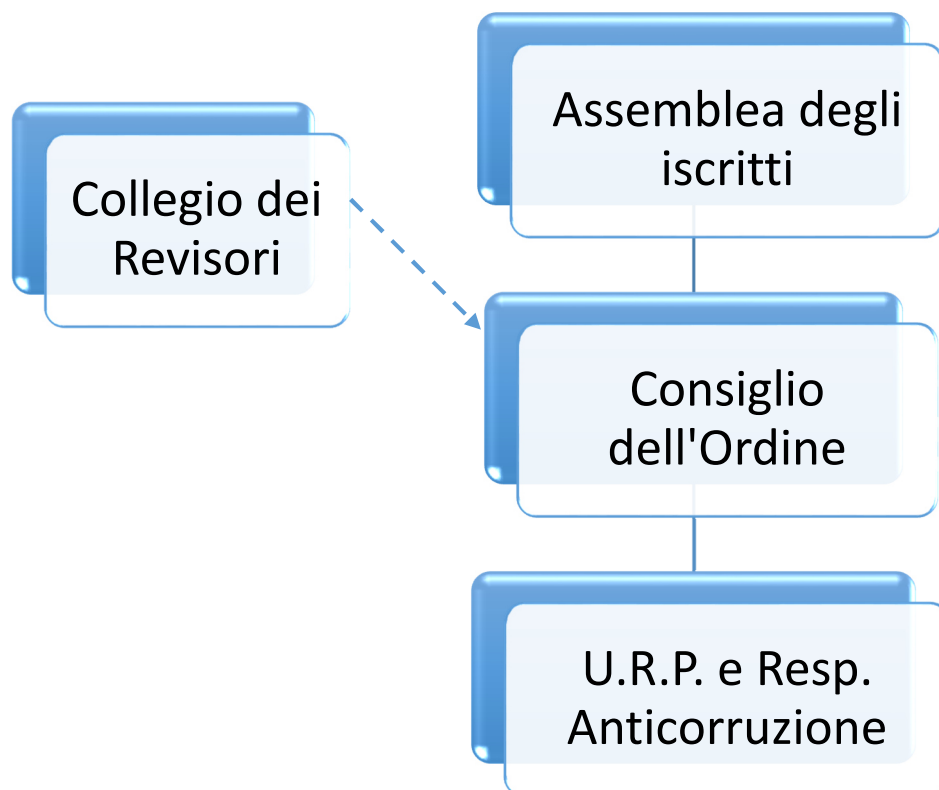 Assemblea degli
iscritti
Collegio dei
Revisori
Consiglio
dell'Ordine
U.R.P. e Resp.
Anticorruzione